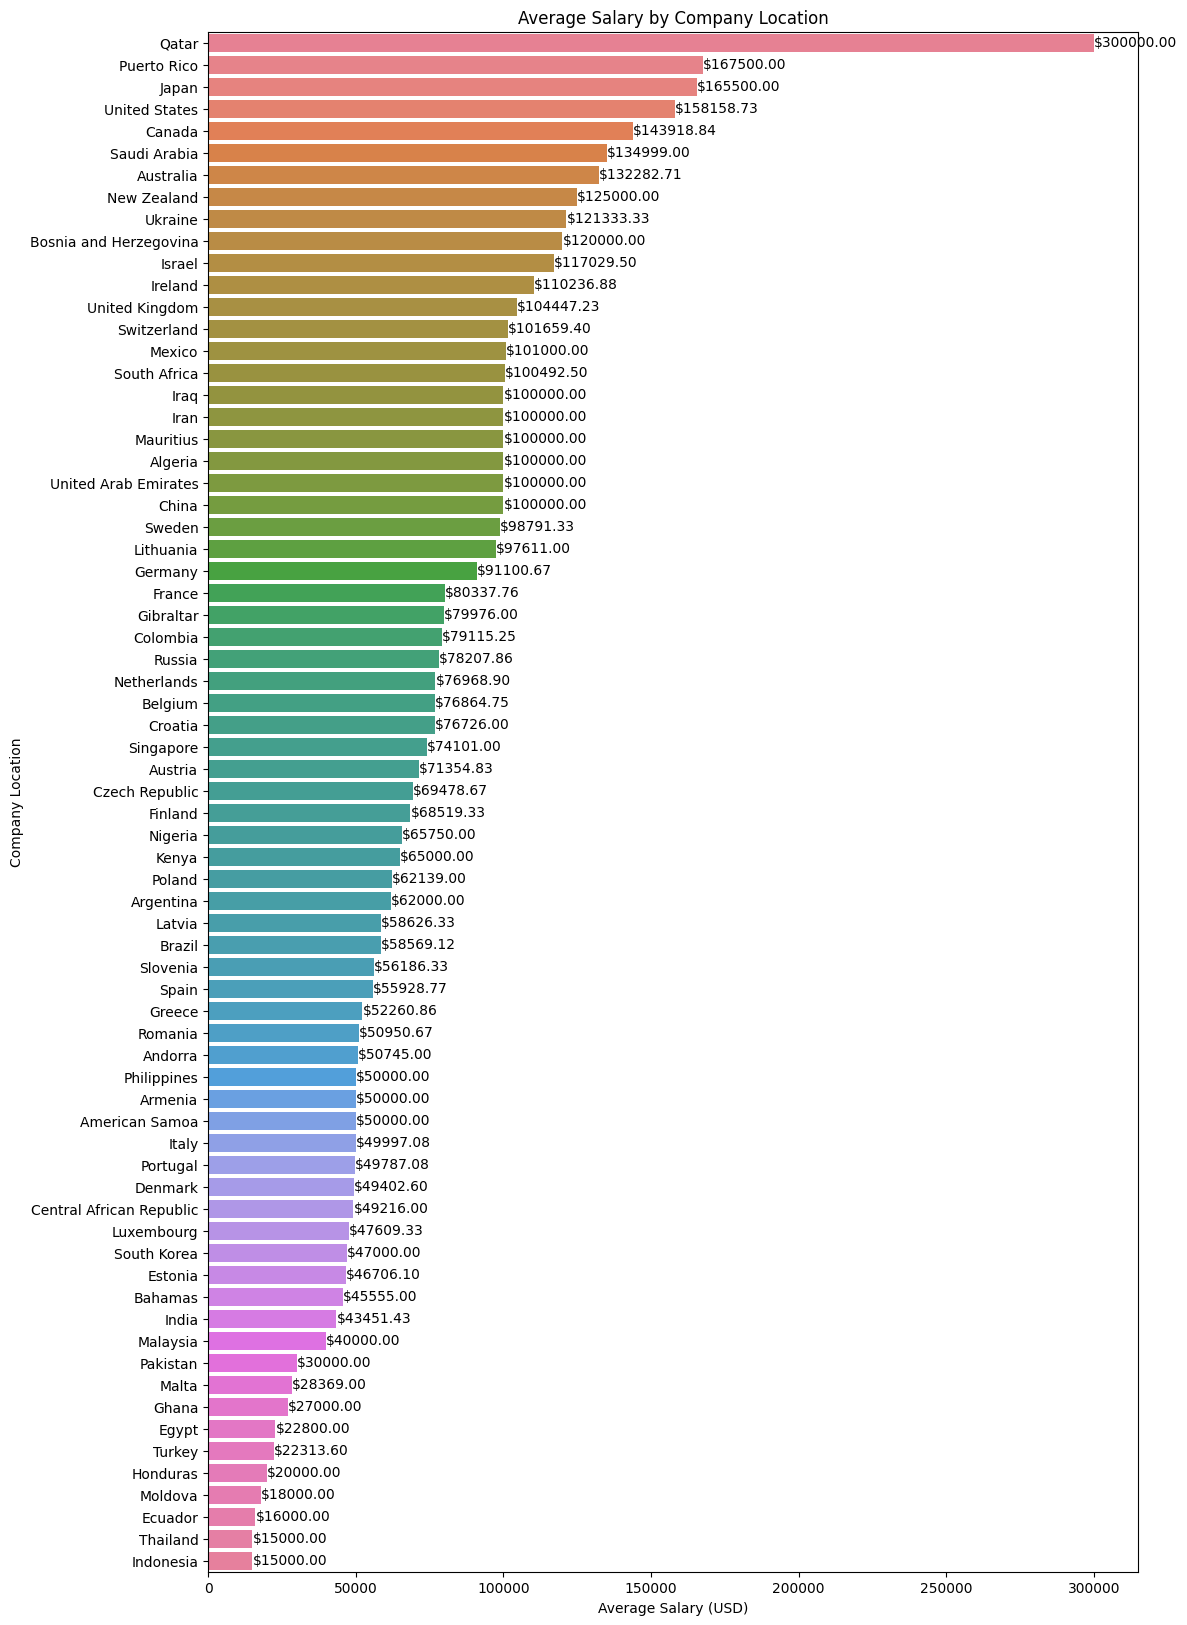 Average Salary by Company Location
Qatar $300000.00
Puerto Rico $167500.00
Japan $165500.00
United States $158158.73
Canada $143918.84
Saudi Arabia $134999.00
Australia $132282.71
New Zealand $125000.00
Ukraine $121333.33
Bosnia and Herzegovina $120000.00
Israel $117029.50
Ireland $110236.88
United Kingdom $104447.23
Switzerland $101659.40
Mexico $101000.00
South Africa $100492.50
Iraq $100000.00
Iran $100000.00
Mauritius $100000.00
Algeria $100000.00
United Arab Emirates $100000.00
China $100000.00
Sweden $98791.33
Lithuania $97611.00
Germany $91100.67
France $80337.76
Gibraltar $79976.00
Colombia $79115.25
Russia $78207.86
Netherlands $76968.90
Belgium $76864.75
Croatia $76726.00
Singapore $74101.00
Austria $71354.83
Czech Republic $69478.67
Finland $68519.33
Nigeria $65750.00
Kenya $65000.00
Poland $62139.00
Argentina $62000.00
Latvia $58626.33
Brazil $58569.12
Slovenia $56186.33
Spain $55928.77
Greece $52260.86
Romania $50950.67
Andorra $50745.00
Philippines $50000.00
Armenia $50000.00
American Samoa $50000.00
Italy $49997.08
Portugal $49787.08
Denmark $49402.60
Central African Republic $49216.00
Luxembourg $47609.33
South Korea $47000.00
Estonia $46706.10
Bahamas $45555.00
India $43451.43
Malaysia $40000.00
Pakistan $30000.00
Malta $28369.00
Ghana $27000.00
Egypt $22800.00
Turkey $22313.60
Honduras $20000.00
Moldova $18000.00
Ecuador $16000.00
Thailand $15000.00
Indonesia $15000.00
Company Location
0 50000 100000 150000 200000 250000 300000
Average Salary (USD)